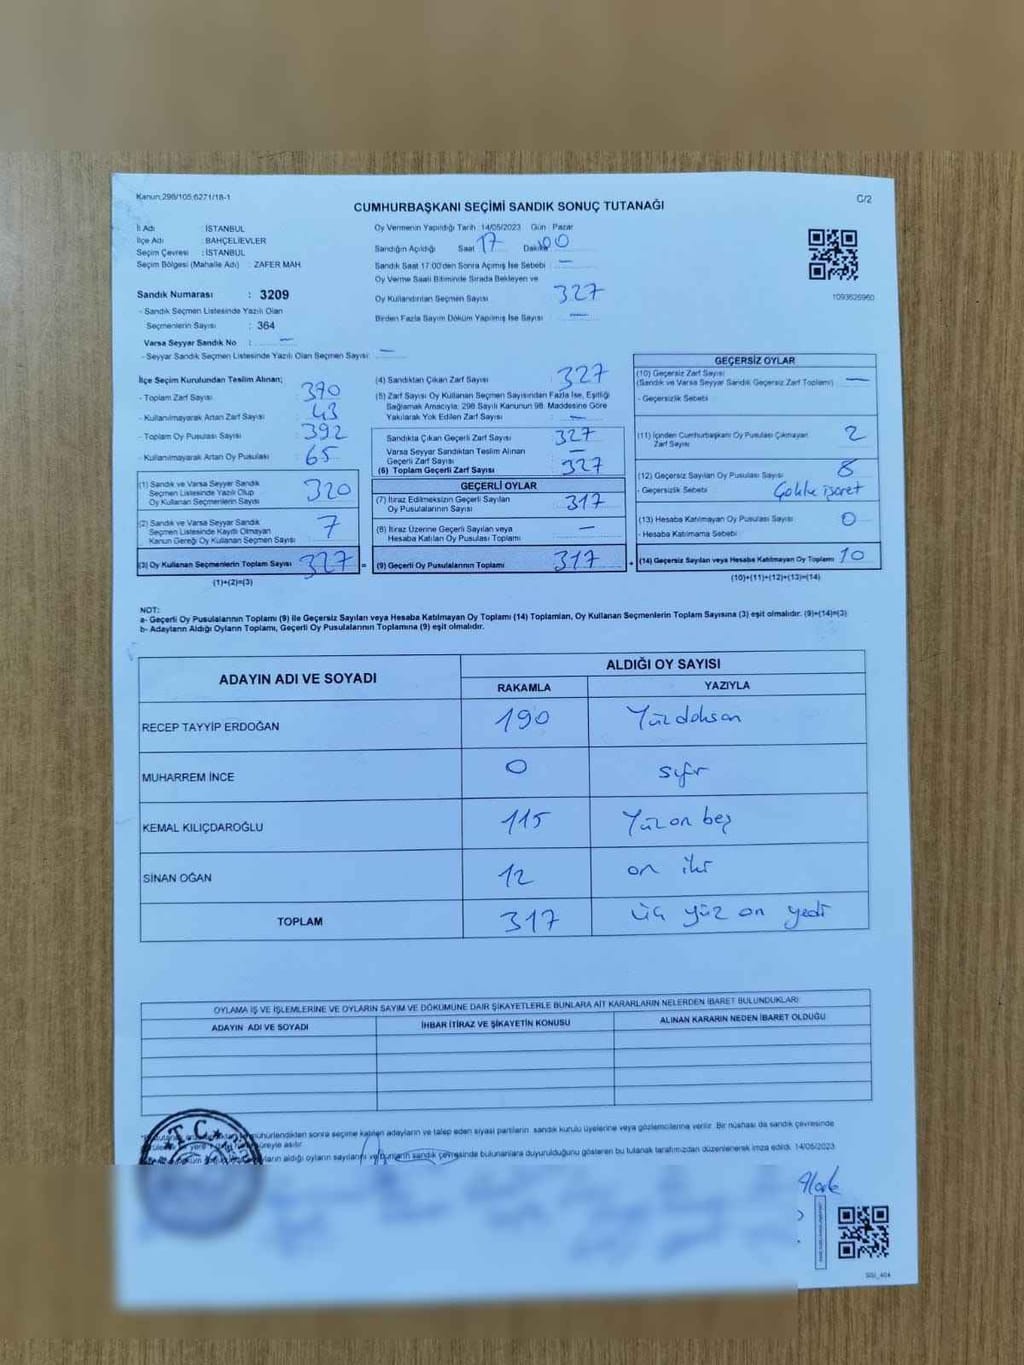 Kanun;298/105,6271/18-1
C/2
CUMHURBAŞKANI SEÇİMİ SANDIK SONUÇ TUTANAĞI
İl Adı : İSTANBUL
İlçe Adı : BAHÇELİEVLER
Seçim Çevresi : İSTANBUL
Seçim Bölgesi (Mahalle Adı) : ZAFER MAH
Sandık Numarası : 3209
- Sandık Seçmen Listesinde Yazılı Olan
Seçmenlerin Sayısı : 364
Varsa Seyyar Sandık No : —
- Seyyar Sandık Seçmen Listesinde Yazılı Olan Seçmen Sayısı : —
Oy Vermenin Yapıldığı Tarih :14/05/2023 Gün : Pazar
Sandığın Açıldığı Saat : 17 Dakika : 00
Sandık Saat 17:00'den Sonra Açılmış İse Sebebi : —
Oy Verme Saati Bitiminde Sırada Bekleyen ve
Oy Kullandırılan Seçmen Sayısı : 327
Birden Fazla Sayım Döküm Yapılmış İse Sayısı : —
1093626960
İlçe Seçim Kurulundan Teslim Alınan;
- Toplam Zarf Sayısı : 370
- Kullanılmayarak Artan Zarf Sayısı : 43
- Toplam Oy Pusulası Sayısı : 392
- Kullanılmayarak Artan Oy Pusulası : 65
(1) Sandık ve Varsa Seyyar Sandık
Seçmen Listesinde Yazılı Olup
Oy Kullanan Seçmenlerin Sayısı : 320
(2) Sandık ve Varsa Seyyar Sandık
Seçmen Listesinde Kayıtlı Olmayan
Kanun Gereği Oy Kullanan Seçmen Sayısı : 7
(3) Oy Kullanan Seçmenlerin Toplam Sayısı : 327
(1)+(2)=(3)
(4) Sandıktan Çıkan Zarf Sayısı : 327
(5) Zarf Sayısı Oy Kullanan Seçmen Sayısından Fazla İse, Eşitliği
Sağlamak Amacıyla; 298 Sayılı Kanunun 98. Maddesine Göre
Yakılarak Yok Edilen Zarf Sayısı : —
Sandıkta Çıkan Geçerli Zarf Sayısı : 327
Varsa Seyyar Sandıktan Teslim Alınan
Geçerli Zarf Sayısı : —
(6) Toplam Geçerli Zarf Sayısı : 327
GEÇERLİ OYLAR
(7) İtiraz Edilmeksizin Geçerli Sayılan
Oy Pusulalarının Sayısı : 317
(8) İtiraz Üzerine Geçerli Sayılan veya
Hesaba Katılan Oy Pusulası Toplamı : —
= (9) Geçerli Oy Pusulalarının Toplamı : 317
GEÇERSİZ OYLAR
(10) Geçersiz Zarf Sayısı
(Sandık ve Varsa Seyyar Sandık Geçersiz Zarf Toplamı) : —
- Geçersizlik Sebebi :
(11) İçinden Cumhurbaşkanı Oy Pusulası Çıkmayan
Zarf Sayısı : 2
(12) Geçersiz Sayılan Oy Pusulası Sayısı : 8
- Geçersizlik Sebebi : Çoklu işaret
(13) Hesaba Katılmayan Oy Pusulası Sayısı : 0
- Hesaba Katılmama Sebebi :
+ (14) Geçersiz Sayılan veya Hesaba Katılmayan Oy Toplamı : 10
(10)+(11)+(12)+(13)=(14)
NOT:
a- Geçerli Oy Pusulalarının Toplamı (9) ile Geçersiz Sayılan veya Hesaba Katılmayan Oy Toplamı (14) Toplamları, Oy Kullanan Seçmenlerin Toplam Sayısına (3) eşit olmalıdır. (9)+(14)=(3)
b- Adayların Aldığı Oyların Toplamı, Geçerli Oy Pusulalarının Toplamına (9) eşit olmalıdır.
ADAYIN ADI VE SOYADI
ALDIĞI OY SAYISI
RAKAMLA YAZIYLA
RECEP TAYYİP ERDOĞAN 190 Yüzdoksan
MUHARREM İNCE 0 sıfır
KEMAL KILIÇDAROĞLU 115 Yüzon beş
SİNAN OĞAN 12 on iki
TOPLAM 317 üç yüz on yedi
OYLAMA İŞ VE İŞLEMLERİNE VE OYLARIN SAYIM VE DÖKÜMÜNE DAİR ŞİKAYETLERLE BUNLARA AİT KARARLARIN NELERDEN İBARET BULUNDUKLARI
ADAYIN ADI VE SOYADI İHBAR İTİRAZ VE ŞİKAYETİN KONUSU ALINAN KARARIN NEDEN İBARET OLDUĞU
mühürlendikten sonra seçime katılan adayların ve talep eden siyasi partilerin sandık kurulu üyelerine veya gözlemcilerine verilir. Bir nüshası da sandık çevresinde
süreyle asılır.
aldığı oyların sayılarını ve bunların sandık çevresinde bulunanlara duyurulduğunu gösteren bu tutanak tarafımızdan düzenlenerek imza edildi. 14/05/2023
T.C.